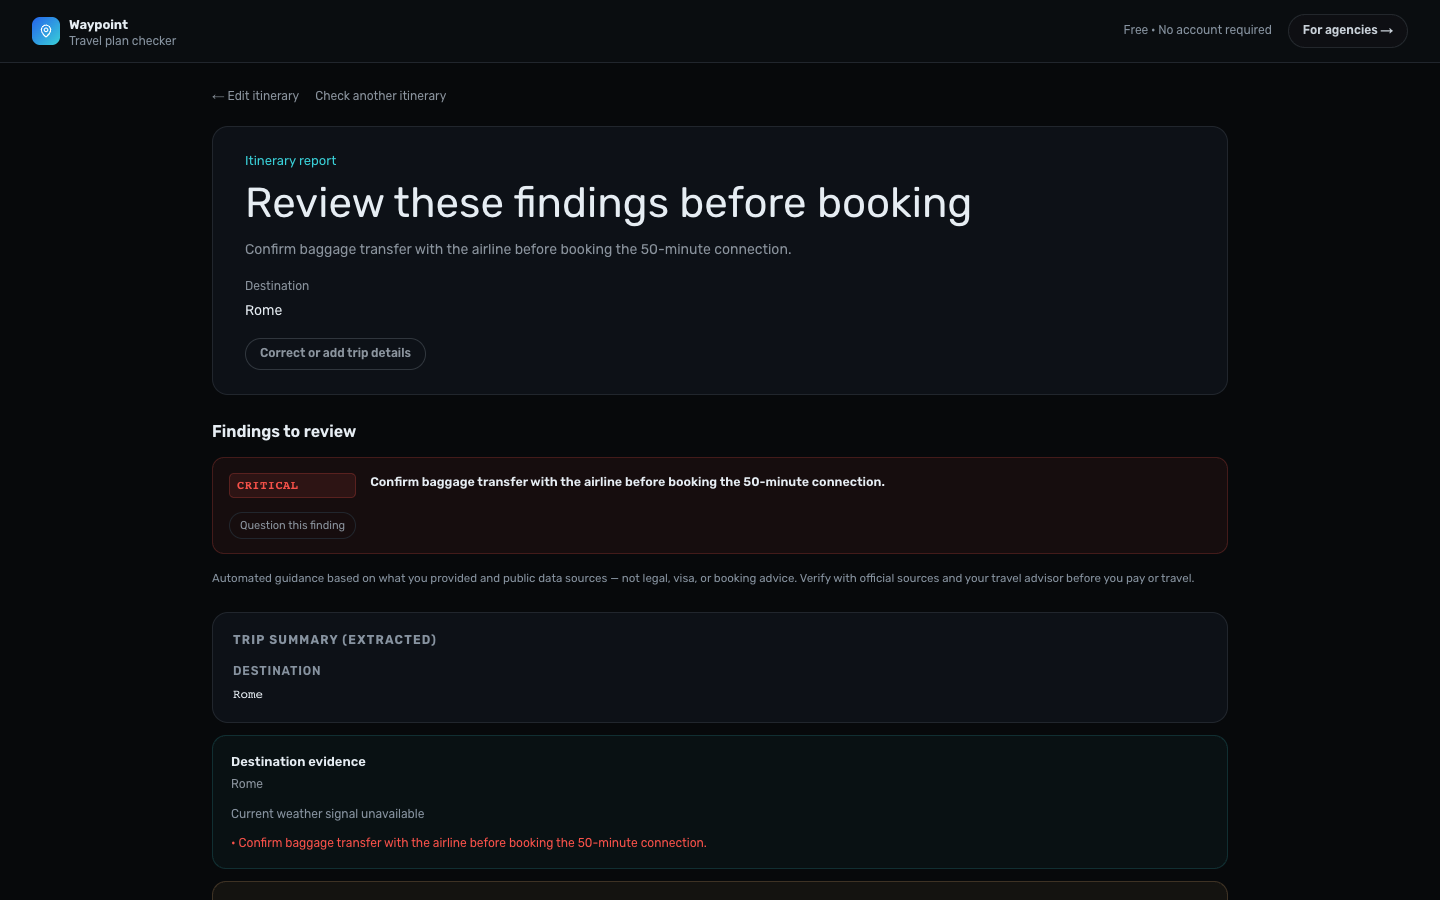 Waypoint
Travel plan checker
Free • No account required
For agencies →
← Edit itinerary
Check another itinerary
Itinerary report
Review these findings before booking
Confirm baggage transfer with the airline before booking the 50-minute connection.
Destination
Rome
Correct or add trip details
Findings to review
CRITICAL
Confirm baggage transfer with the airline before booking the 50-minute connection.
Question this finding
Automated guidance based on what you provided and public data sources — not legal, visa, or booking advice. Verify with official sources and your travel advisor before you pay or travel.
TRIP SUMMARY (EXTRACTED)
DESTINATION
Rome
Destination evidence
Rome
Current weather signal unavailable
• Confirm baggage transfer with the airline before booking the 50-minute connection.